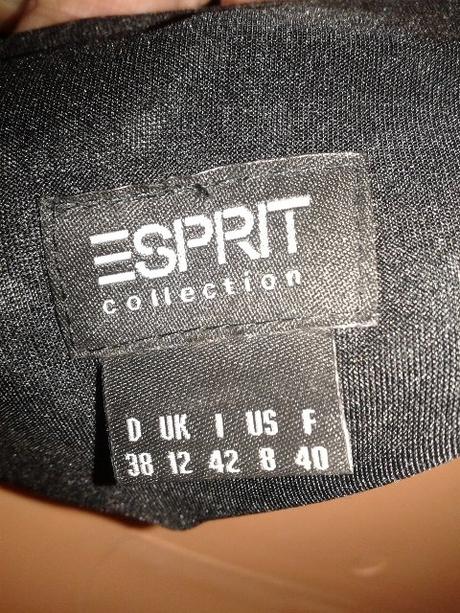 ESPRIT
collection
D UK I US F
38 12 42 8 40